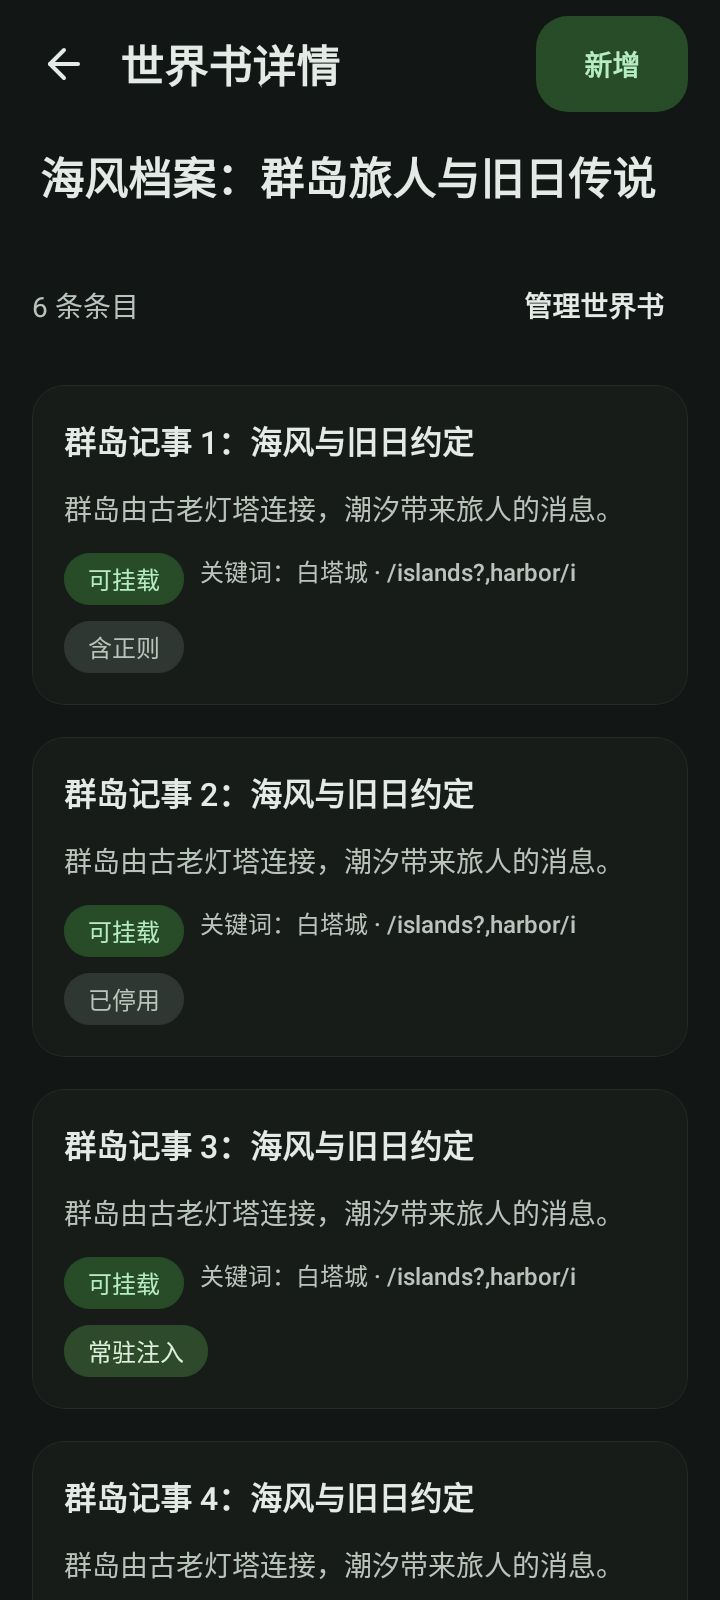 世界书详情
新增
海风档案：群岛旅人与旧日传说
6 条条目
管理世界书
群岛记事 1：海风与旧日约定
群岛由古老灯塔连接，潮汐带来旅人的消息。
可挂载
关键词：白塔城 · /islands?,harbor/i
含正则
群岛记事 2：海风与旧日约定
群岛由古老灯塔连接，潮汐带来旅人的消息。
可挂载
关键词：白塔城 · /islands?,harbor/i
已停用
群岛记事 3：海风与旧日约定
群岛由古老灯塔连接，潮汐带来旅人的消息。
可挂载
关键词：白塔城 · /islands?,harbor/i
常驻注入
群岛记事 4：海风与旧日约定
群岛由古老灯塔连接，潮汐带来旅人的消息。